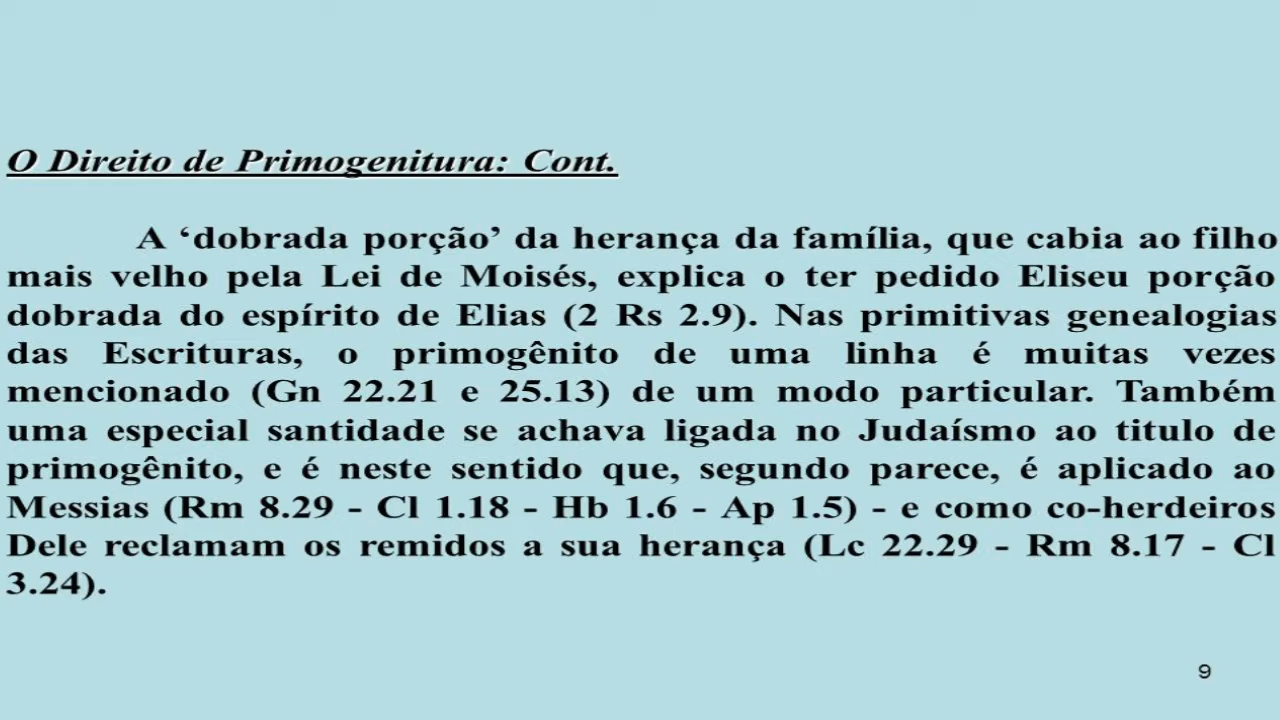 O Direito de Primogenitura: Cont.
A ‘dobrada porção’ da herança da família, que cabia ao filho
mais velho pela Lei de Moisés, explica o ter pedido Eliseu porção
dobrada do espírito de Elias (2 Rs 2.9). Nas primitivas genealogias
das Escrituras, o primogênito de uma linha é muitas vezes
mencionado (Gn 22.21 e 25.13) de um modo particular. Também
uma especial santidade se achava ligada no Judaísmo ao titulo de
primogênito, e é neste sentido que, segundo parece, é aplicado ao
Messias (Rm 8.29 - Cl 1.18 - Hb 1.6 - Ap 1.5) - e como co-herdeiros
Dele reclamam os remidos a sua herança (Lc 22.29 - Rm 8.17 - Cl
3.24).
9